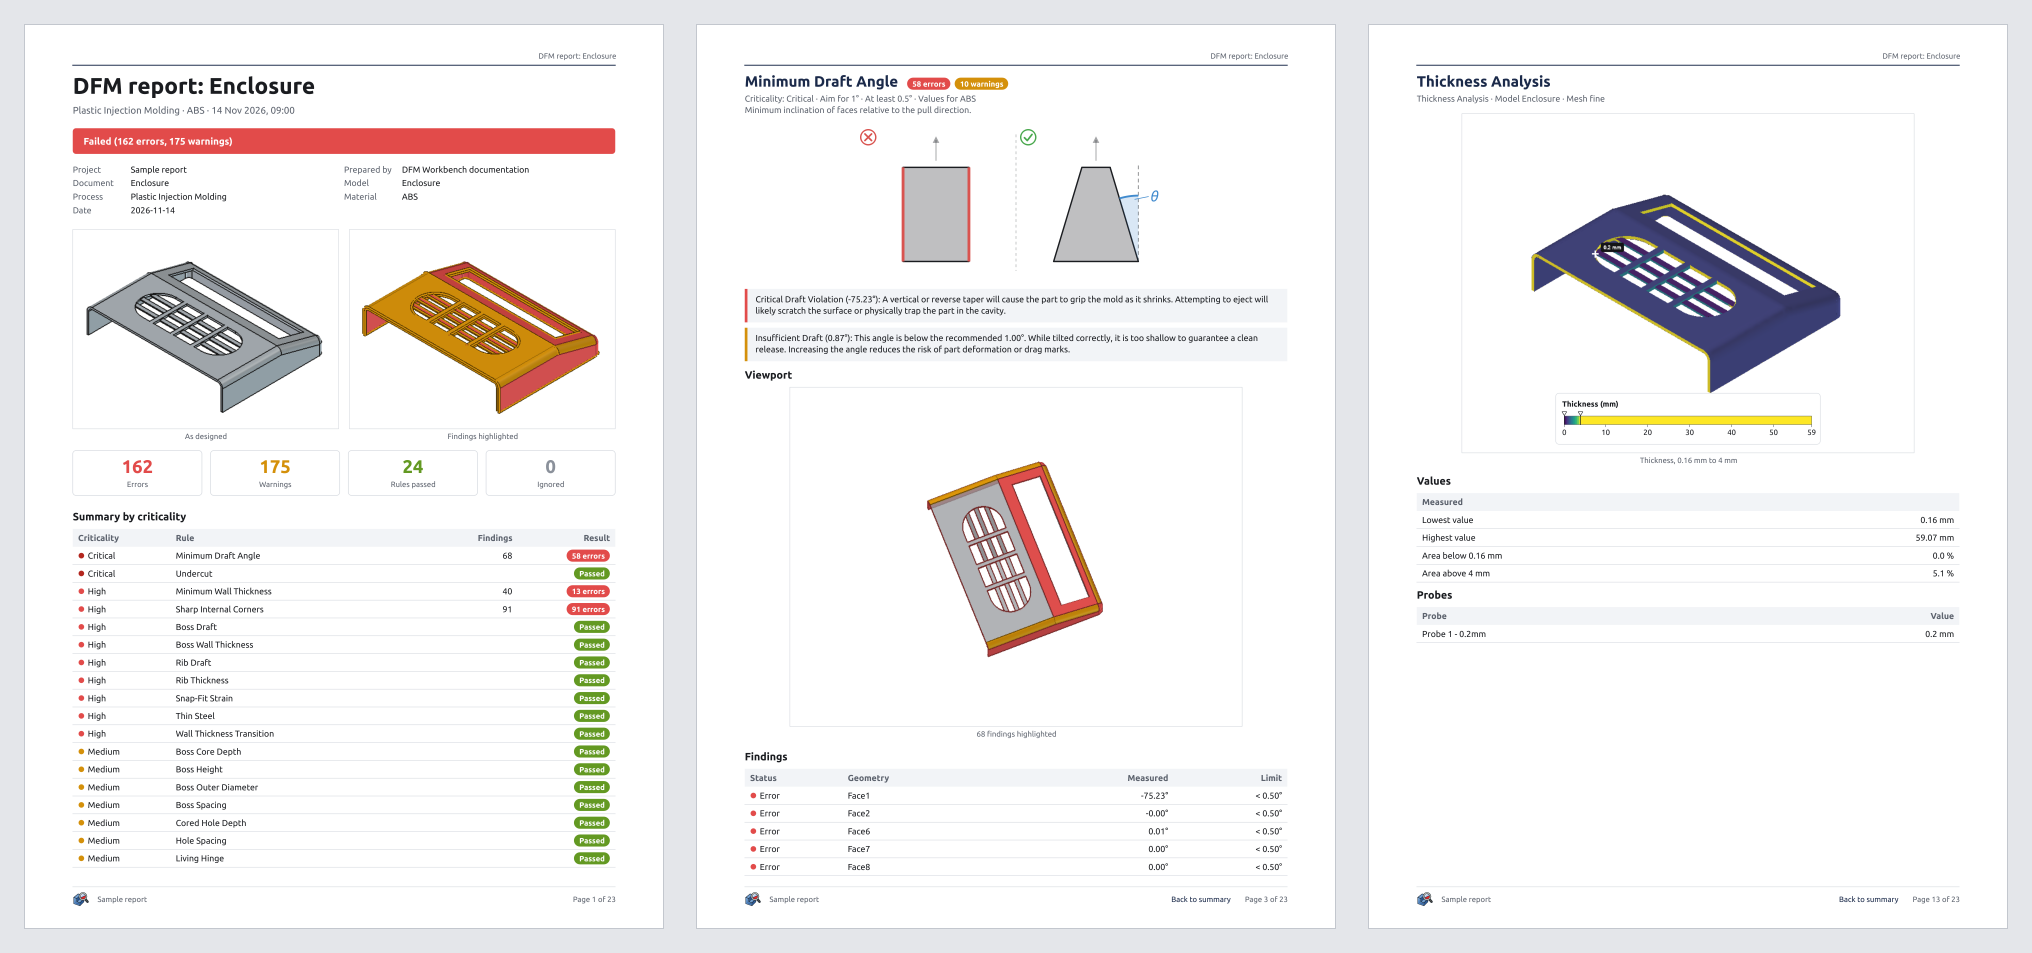 DFM report: Enclosure
DFM report: Enclosure
Plastic Injection Molding · ABS · 14 Nov 2026, 09:00
Failed (162 errors, 175 warnings)
Project Sample report Prepared by DFM Workbench documentation
Document Enclosure Model Enclosure
Process Plastic Injection Molding Material ABS
Date 2026-11-14
As designed Findings highlighted
162 175 24 0
Errors Warnings Rules passed Ignored
Summary by criticality
Criticality Rule Findings Result
Critical Minimum Draft Angle 68 58 errors
Critical Undercut Passed
High Minimum Wall Thickness 40 13 errors
High Sharp Internal Corners 91 91 errors
High Boss Draft Passed
High Boss Wall Thickness Passed
High Rib Draft Passed
High Rib Thickness Passed
High Snap-Fit Strain Passed
High Thin Steel Passed
High Wall Thickness Transition Passed
Medium Boss Core Depth Passed
Medium Boss Height Passed
Medium Boss Outer Diameter Passed
Medium Boss Spacing Passed
Medium Cored Hole Depth Passed
Medium Hole Spacing Passed
Medium Living Hinge Passed
Sample report Page 1 of 23
DFM report: Enclosure
Minimum Draft Angle 58 errors 10 warnings
Criticality: Critical · Aim for 1° · At least 0.5° · Values for ABS
Minimum inclination of faces relative to the pull direction.
θ
Critical Draft Violation (-75.23°): A vertical or reverse taper will cause the part to grip the mold as it shrinks. Attempting to eject will
likely scratch the surface or physically trap the part in the cavity.
Insufficient Draft (0.87°): This angle is below the recommended 1.00°. While tilted correctly, it is too shallow to guarantee a clean
release. Increasing the angle reduces the risk of part deformation or drag marks.
Viewport
68 findings highlighted
Findings
Status Geometry Measured Limit
Error Face1 -75.23° < 0.50°
Error Face2 -0.00° < 0.50°
Error Face6 0.01° < 0.50°
Error Face7 0.00° < 0.50°
Error Face8 0.00° < 0.50°
Sample report Back to summary Page 3 of 23
DFM report: Enclosure
Thickness Analysis
Thickness Analysis · Model Enclosure · Mesh fine
0.2 mm
Thickness (mm)
0 10 20 30 40 50 59
Thickness, 0.16 mm to 4 mm
Values
Measured
Lowest value 0.16 mm
Highest value 59.07 mm
Area below 0.16 mm 0.0 %
Area above 4 mm 5.1 %
Probes
Probe Value
Probe 1 - 0.2mm 0.2 mm
Sample report Back to summary Page 13 of 23